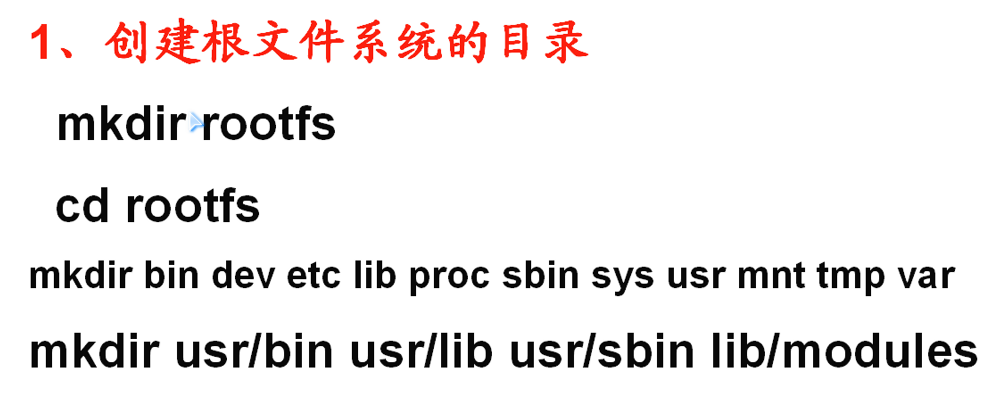 1、创建根文件系统的目录
mkdir rootfs
cd rootfs
mkdir bin dev etc lib proc sbin sys usr mnt tmp var
mkdir usr/bin usr/lib usr/sbin lib/modules